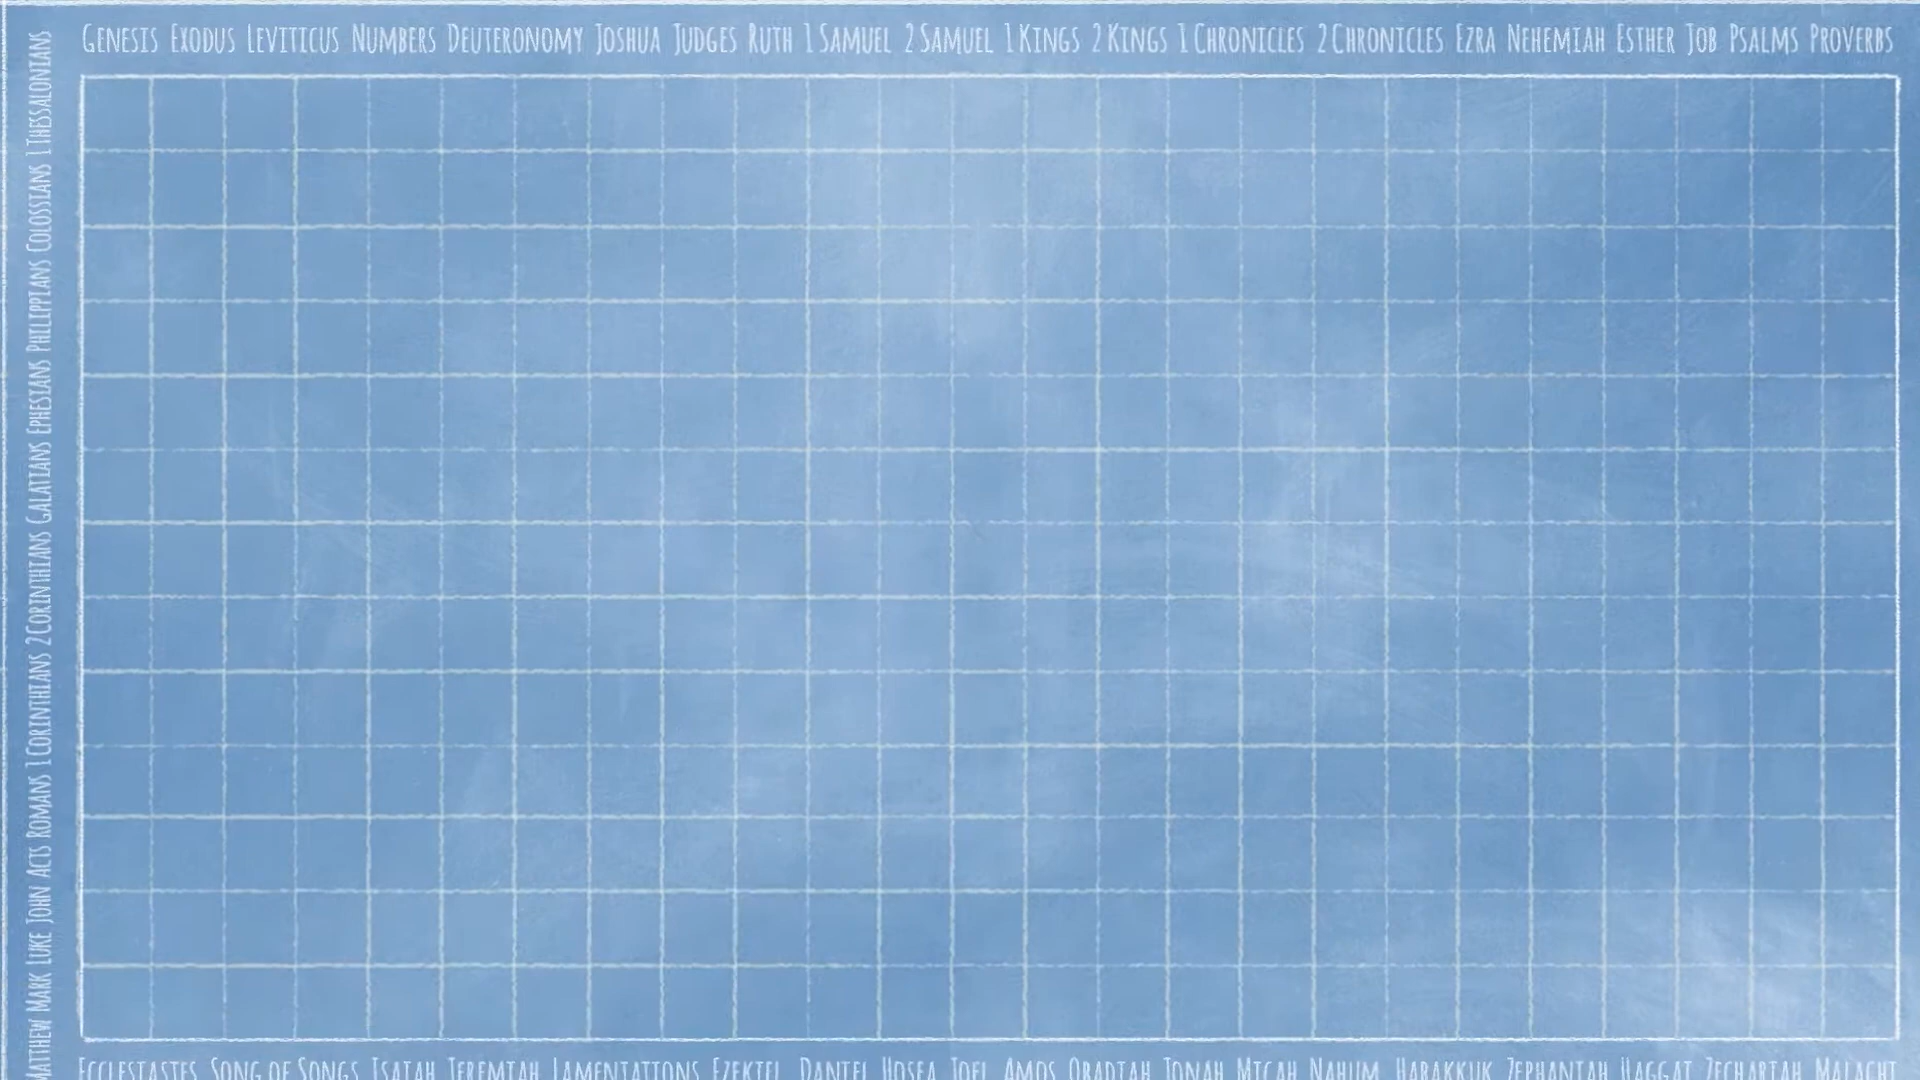 GENESIS EXODUS LEVITICUS NUMBERS DEUTERONOMY JOSHUA JUDGES RUTH 1 SAMUEL 2 SAMUEL 1 KINGS 2 KINGS 1 CHRONICLES 2 CHRONICLES EZRA NEHEMIAH ESTHER JOB PSALMS PROVERBS
MATTHEW MARK LUKE JOHN ACTS ROMANS 1 CORINTHIANS 2 CORINTHIANS GALATIANS EPHESIANS PHILIPPIANS COLOSSIANS 1 THESSALONIANS
ECCLESIASTES SONG OF SONGS ISAIAH JEREMIAH LAMENTATIONS EZEKIEL DANIEL HOSEA JOEL AMOS OBADIAH JONAH MICAH NAHUM HABAKKUK ZEPHANIAH HAGGAI ZECHARIAH MALACHI